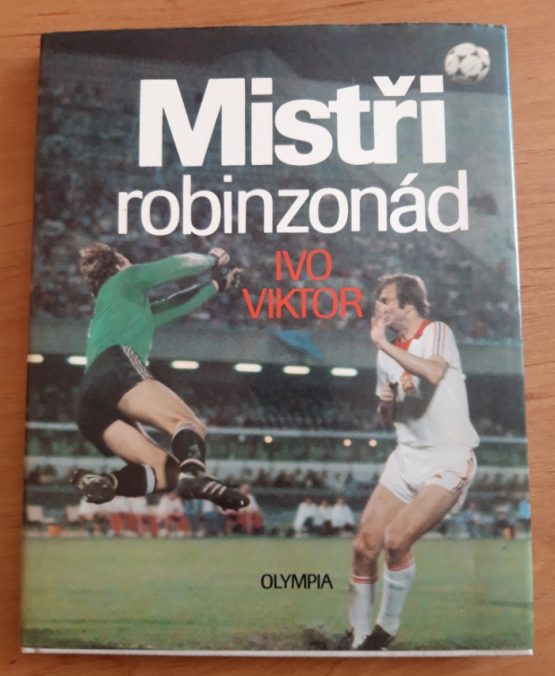 Mistři
robinzonád
IVO
VIKTOR
OLYMPIA